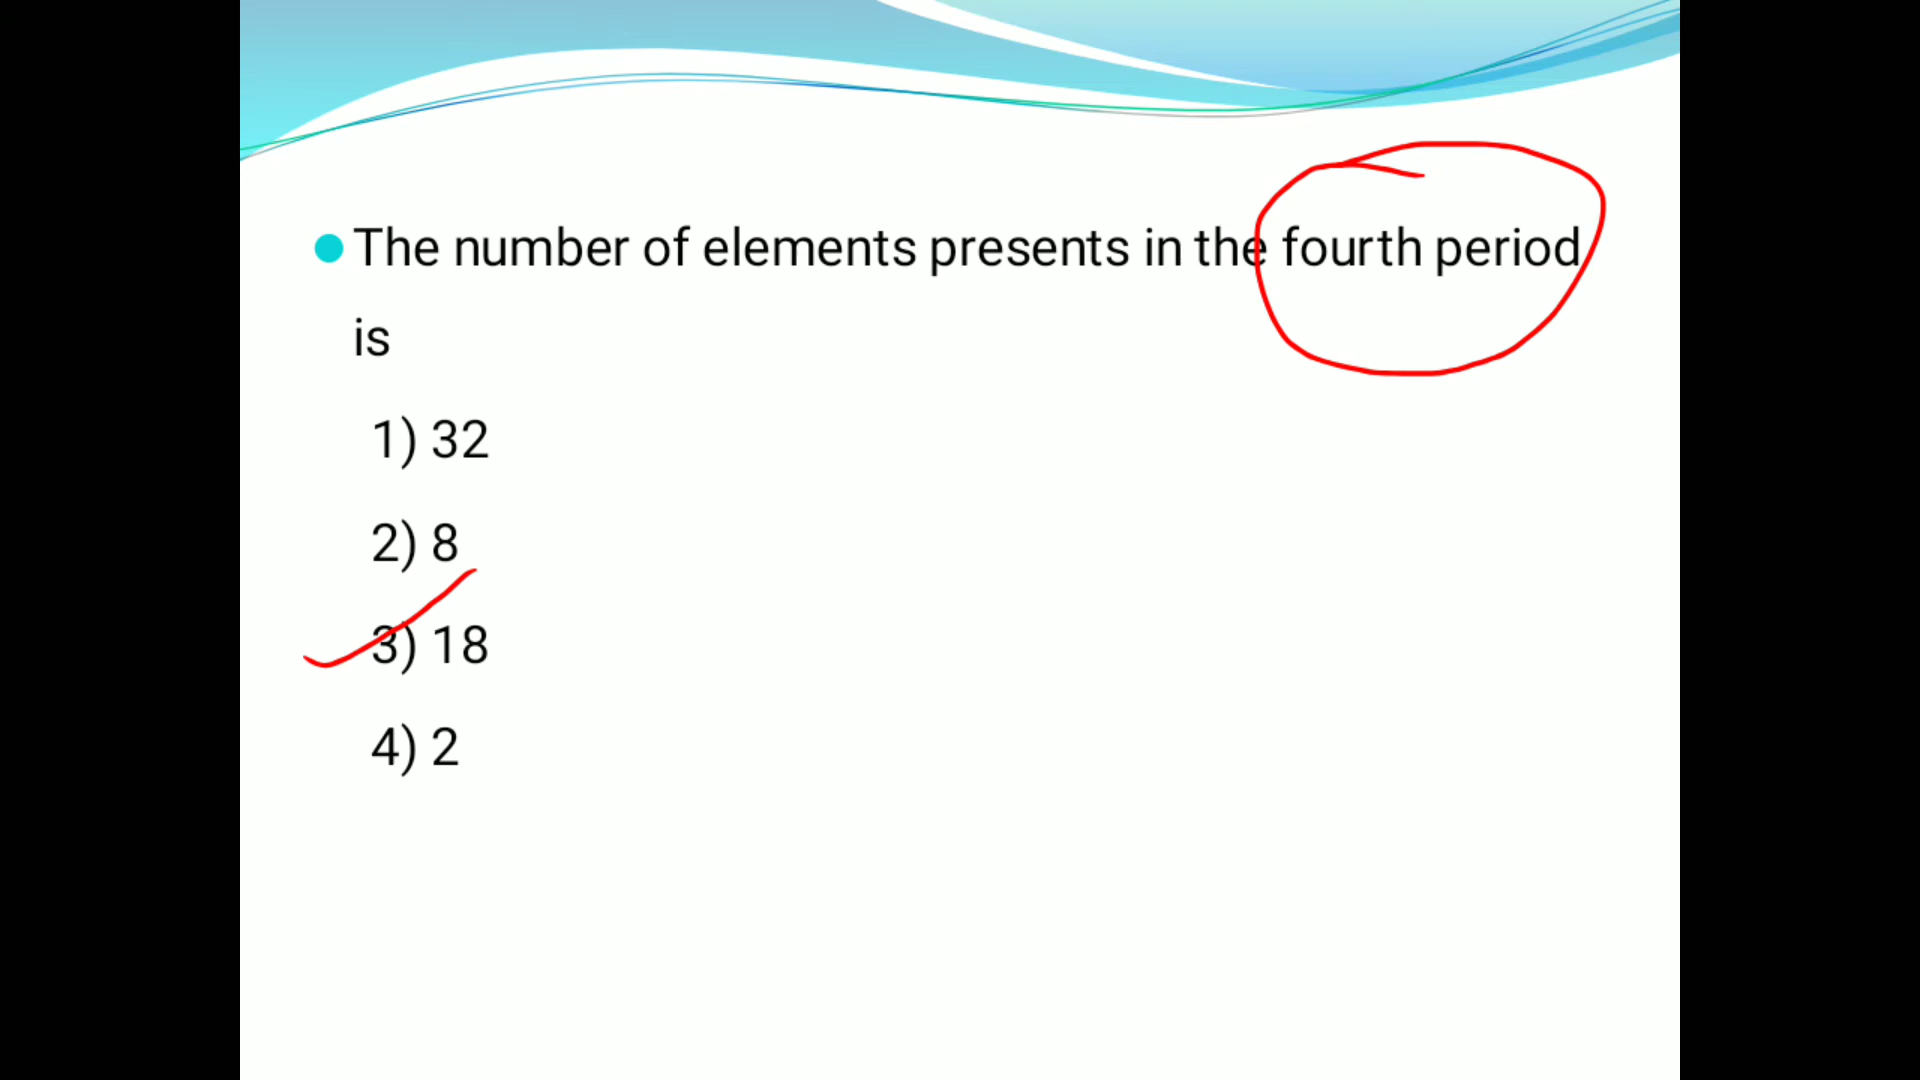 The number of elements presents in the fourth period
is
1) 32
2) 8
3) 18
4) 2